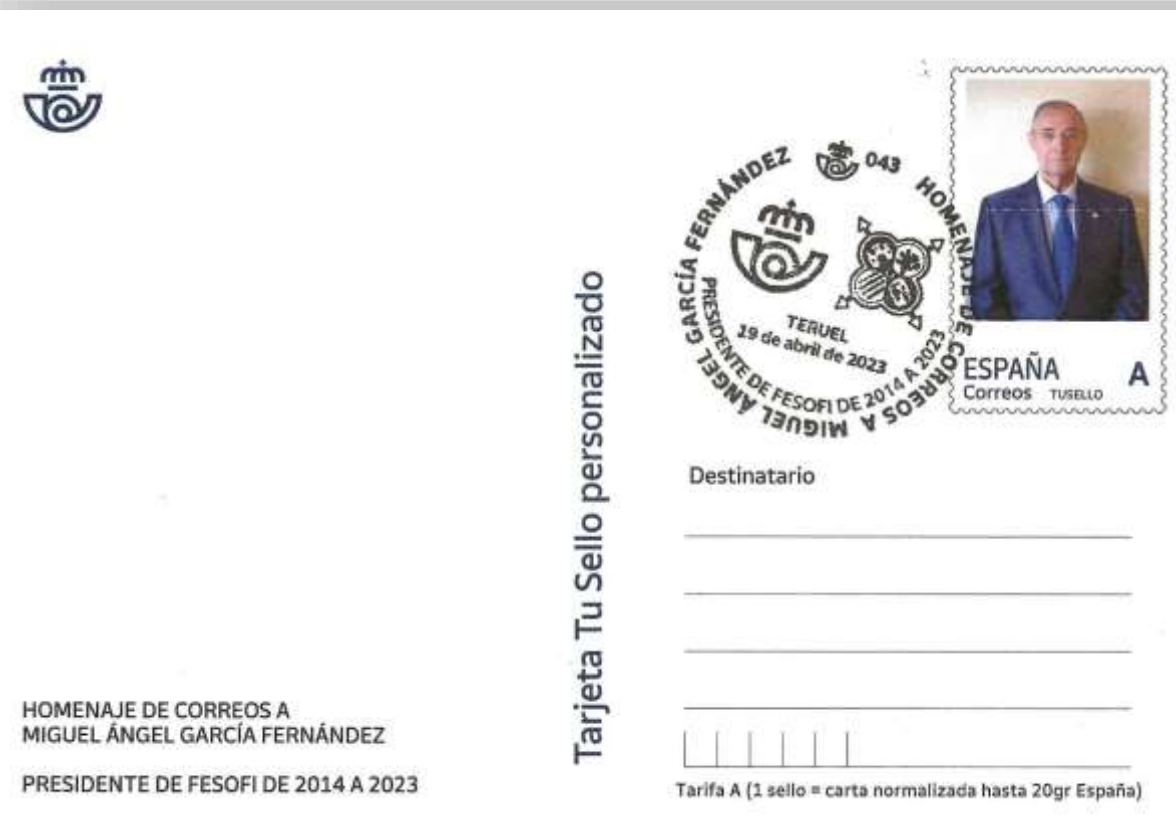 HOMENAJE DE CORREOS A
MIGUEL ÁNGEL GARCÍA FERNÁNDEZ
PRESIDENTE DE FESOFI DE 2014 A 2023
Tarjeta Tu Sello personalizado
043
HOMENAJE DE CORREOS A MIGUEL ÁNGEL GARCÍA FERNÁNDEZ
TERUEL
19 de abril de 2023
PRESIDENTE DE FESOFI DE 2014 A 2023
ESPAÑA A
Correos TUSELLO
Destinatario
Tarifa A (1 sello = carta normalizada hasta 20gr España)